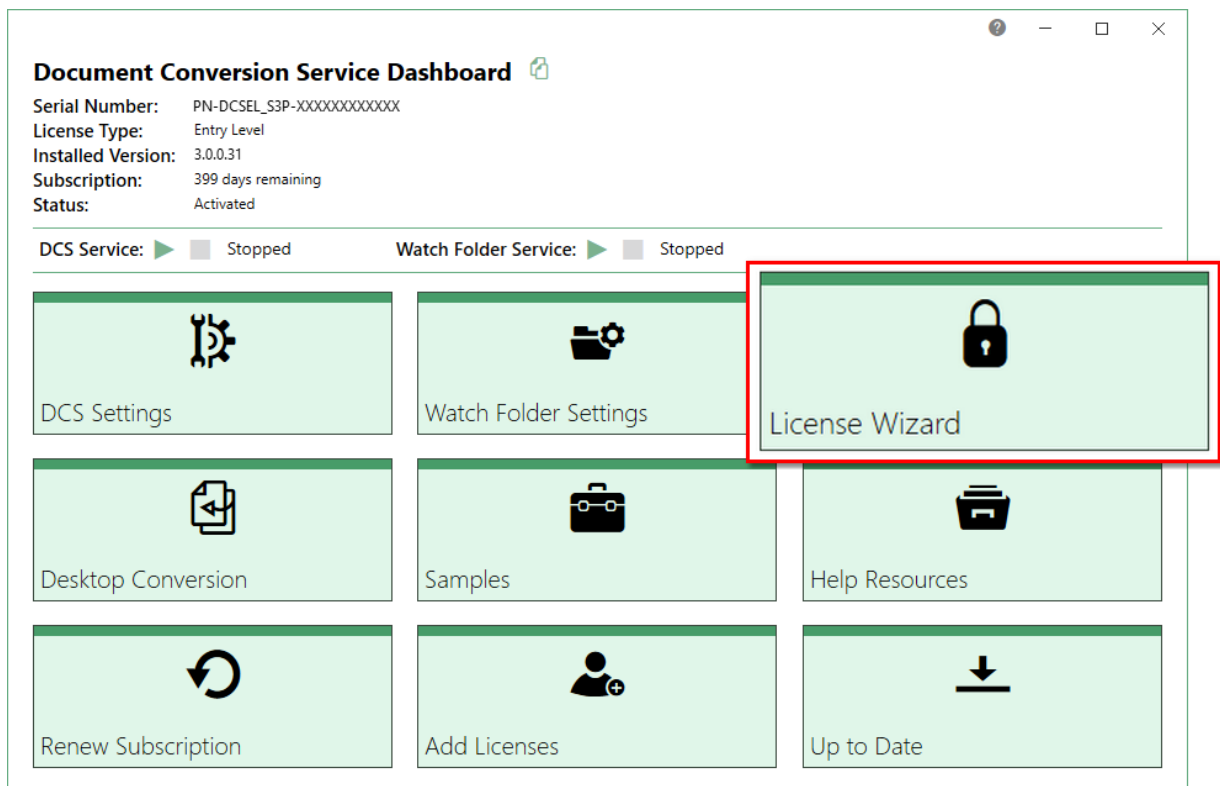 Document Conversion Service Dashboard
Serial Number: PN-DCSEL_S3P-XXXXXXXXXXXX
License Type: Entry Level
Installed Version: 3.0.0.31
Subscription: 399 days remaining
Status: Activated
DCS Service: Stopped Watch Folder Service: Stopped
DCS Settings Watch Folder Settings License Wizard
Desktop Conversion Samples Help Resources
Renew Subscription Add Licenses Up to Date